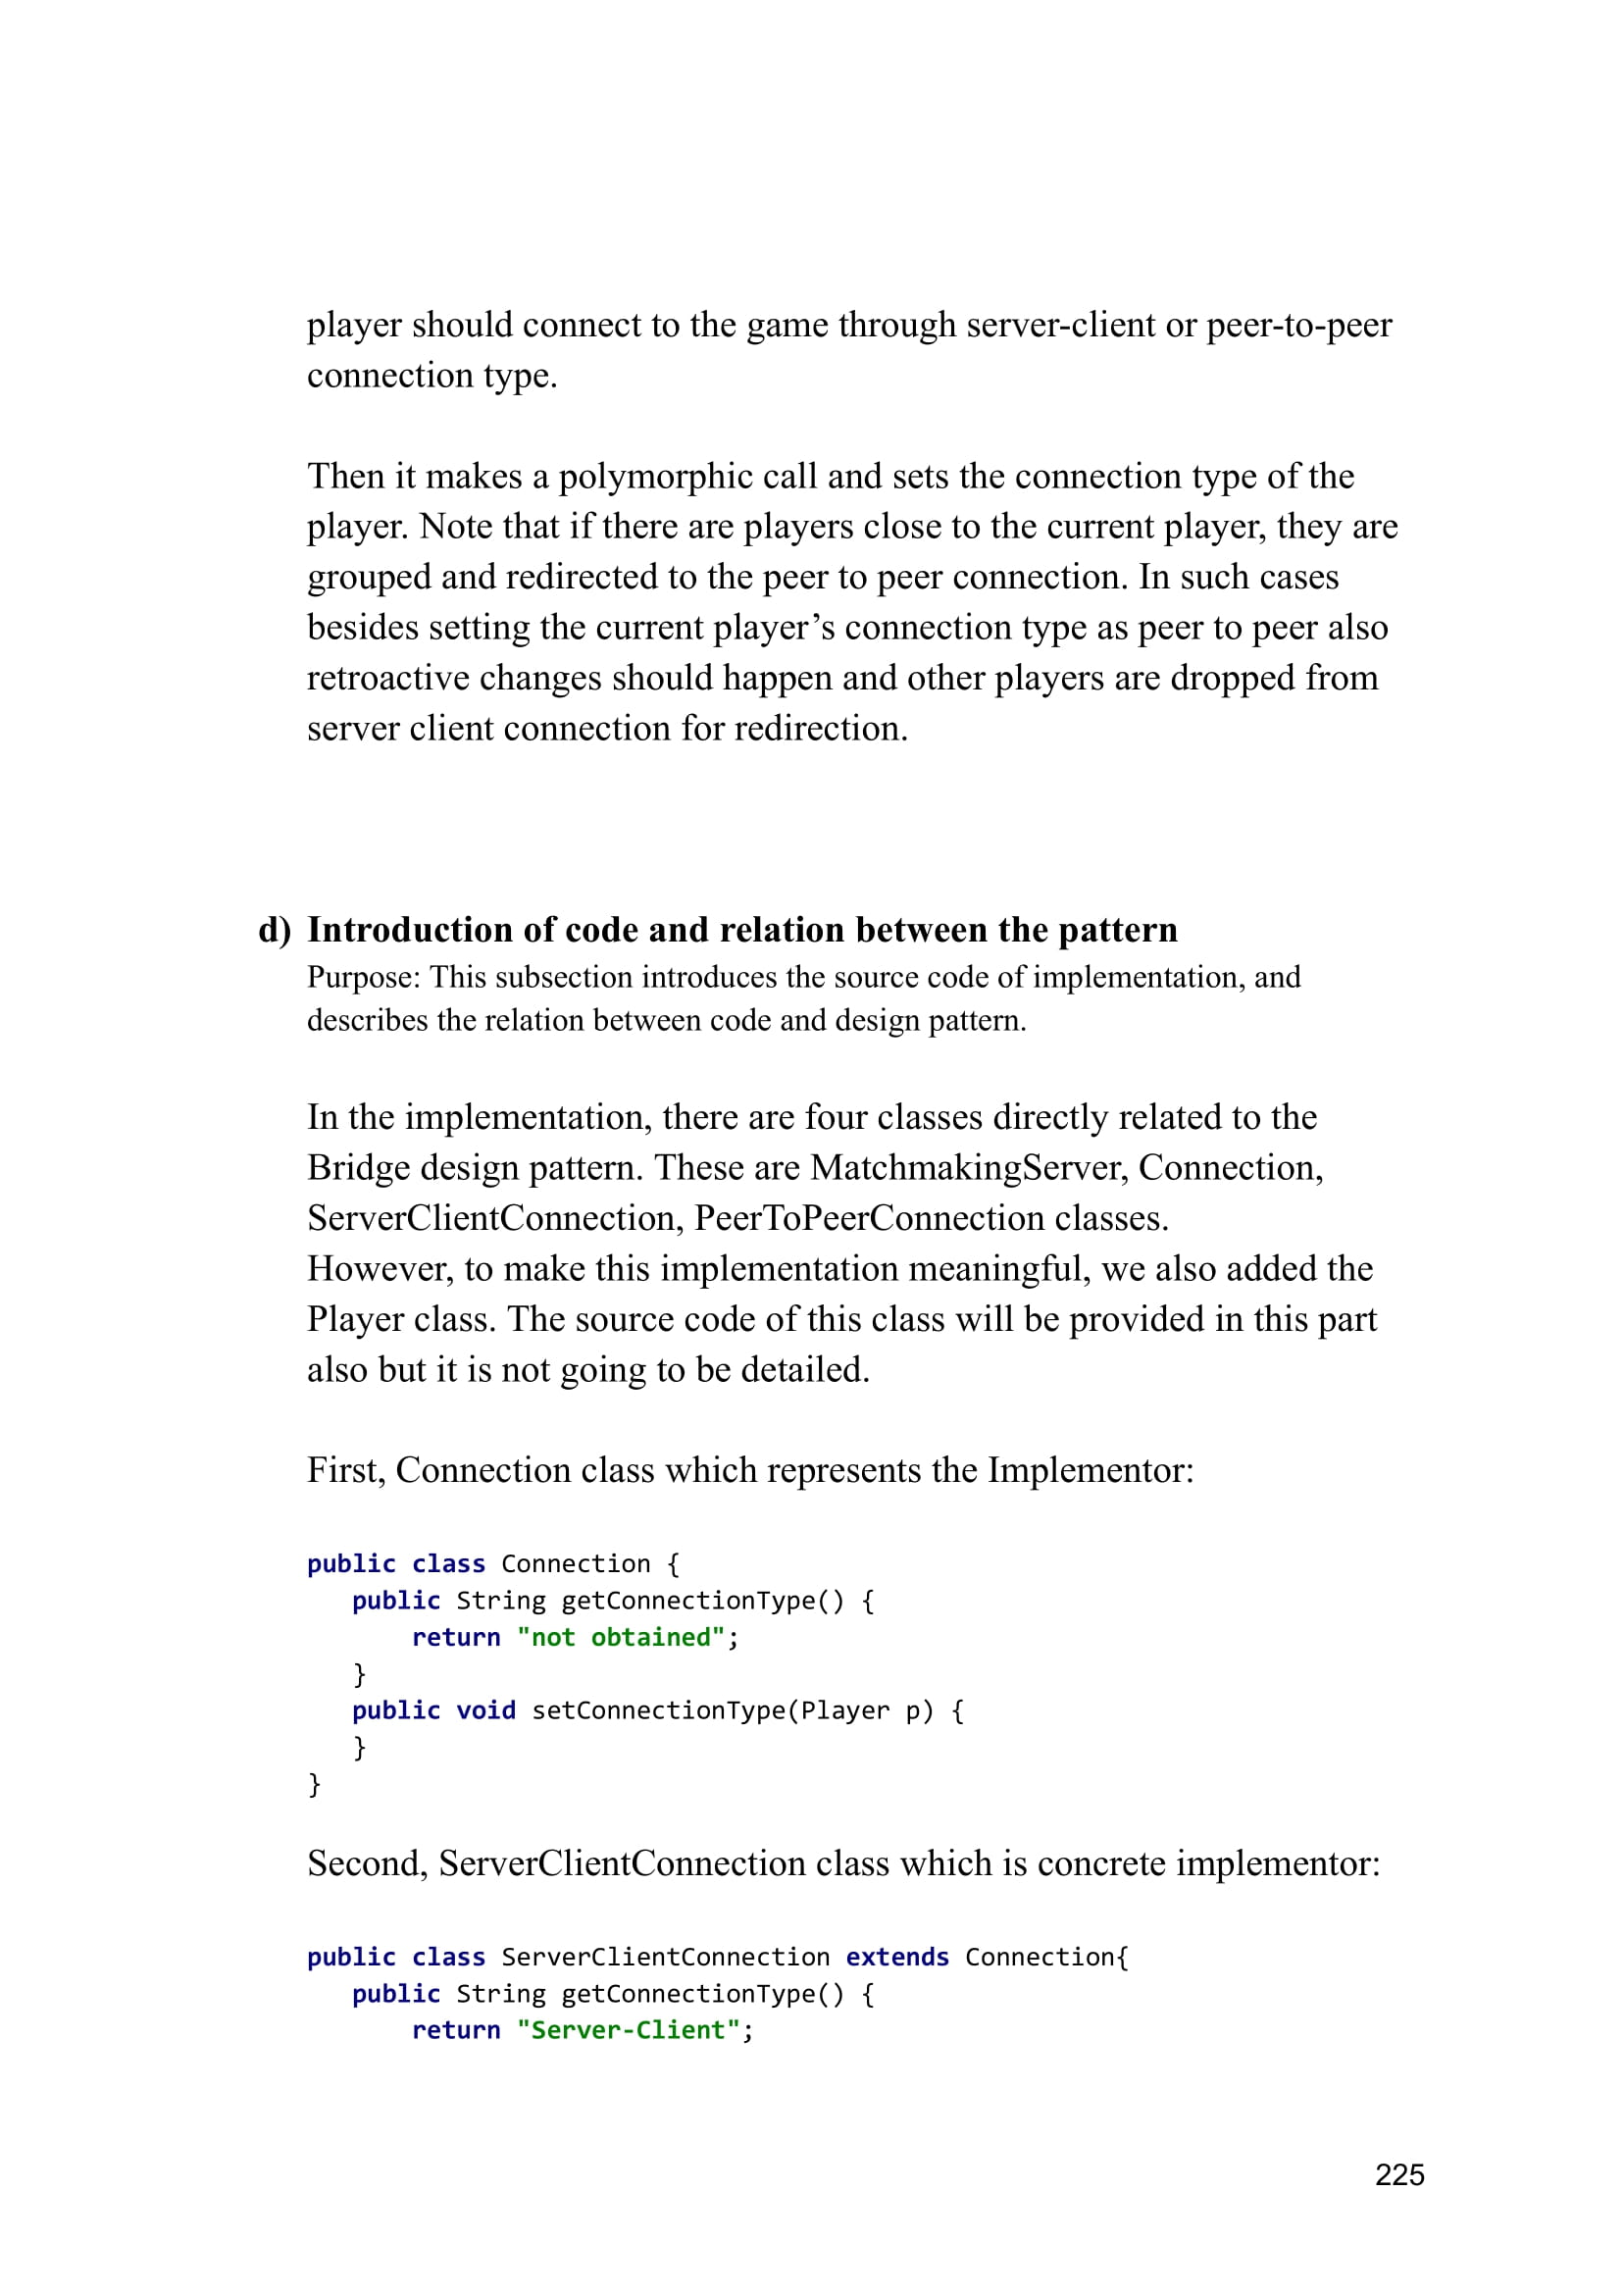 player should connect to the game through server-client or peer-to-peer
connection type.
Then it makes a polymorphic call and sets the connection type of the
player. Note that if there are players close to the current player, they are
grouped and redirected to the peer to peer connection. In such cases
besides setting the current player’s connection type as peer to peer also
retroactive changes should happen and other players are dropped from
server client connection for redirection.
d) Introduction of code and relation between the pattern
Purpose: This subsection introduces the source code of implementation, and
describes the relation between code and design pattern.
In the implementation, there are four classes directly related to the
Bridge design pattern. These are MatchmakingServer, Connection,
ServerClientConnection, PeerToPeerConnection classes.
However, to make this implementation meaningful, we also added the
Player class. The source code of this class will be provided in this part
also but it is not going to be detailed.
First, Connection class which represents the Implementor:
public class Connection {
   public String getConnectionType() {
       return "not obtained";
   }
   public void setConnectionType(Player p) {
   }
}
Second, ServerClientConnection class which is concrete implementor:
public class ServerClientConnection extends Connection{
   public String getConnectionType() {
       return "Server-Client";
225